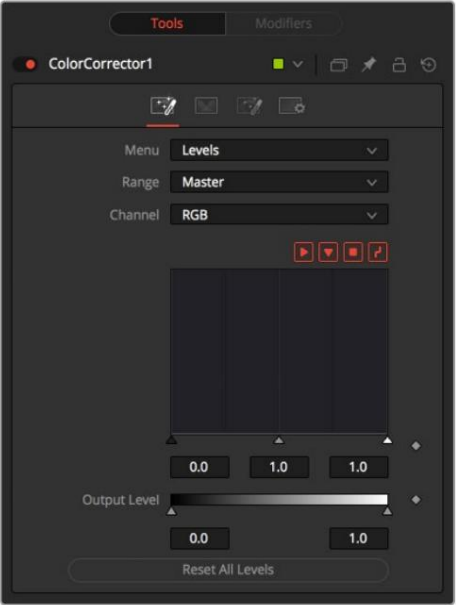 Tools Modifiers
ColorCorrector1
Menu Levels
Range Master
Channel RGB
0.0 1.0 1.0
Output Level
0.0 1.0
Reset All Levels